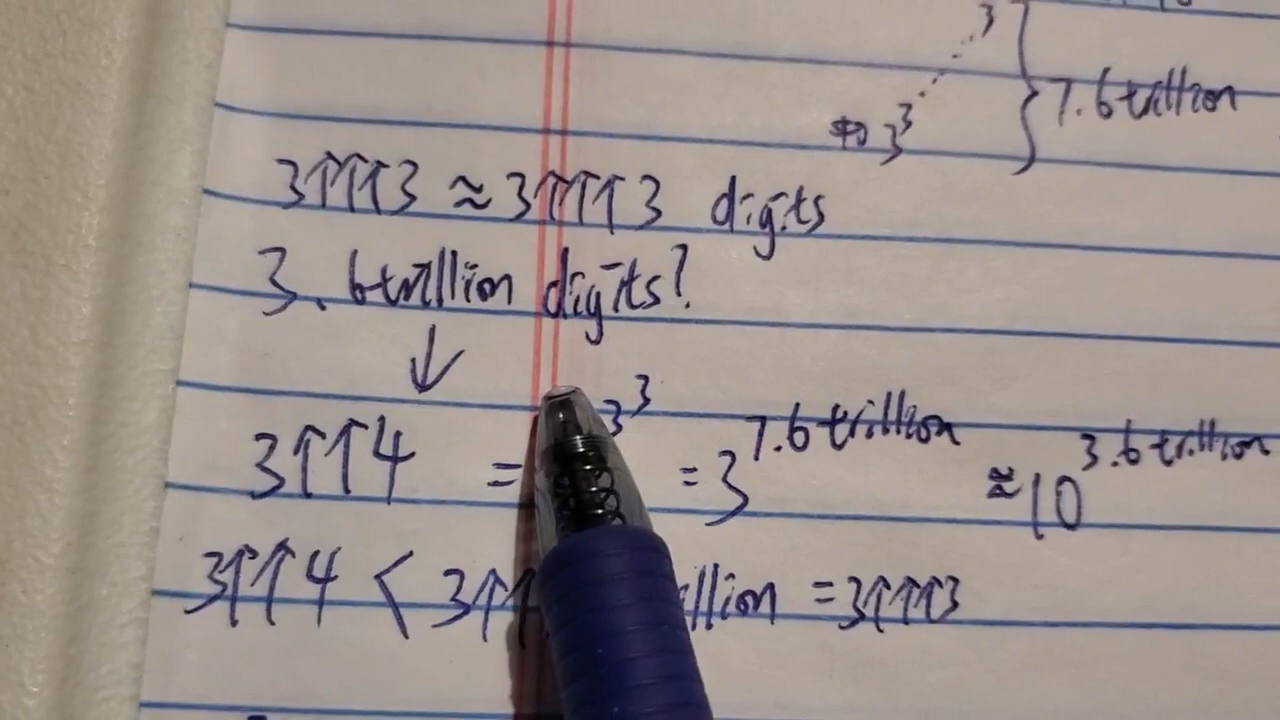 3
3³ } 7.6 trillion
3↑↑↑3 ≈ 3↑↑↑3 digits
3.6 trillion digits?
↓
3↑↑4 = 3³ = 3^7.6 trillion ≈ 10^3.6 trillion
3↑↑4 < 3↑ llion = 3↑↑↑3